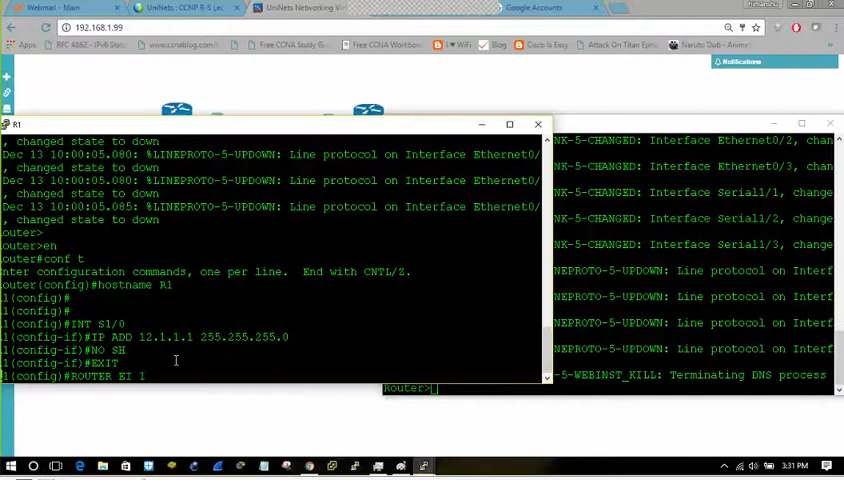 Webmail - Main
UniNets : CCNP R-S Lec
UniNets Networking Vi
Google Accounts
192.168.1.99
RFC 4862
www.ccnablog.com/
Free CCNA Study G
Free CCNA Workboo
I ♥ WiFi
Blog
Cisco Is Easy
Attack On Titan Epi
Naruto Dub - Anime
Notifications
R1
, changed state to down
Dec 13 10:00:05.080: %LINEPROTO-5-UPDOWN: Line protocol on Interface Ethernet0/
, changed state to down
Dec 13 10:00:05.080: %LINEPROTO-5-UPDOWN: Line protocol on Interface Ethernet0/
, changed state to down
Dec 13 10:00:05.085: %LINEPROTO-5-UPDOWN: Line protocol on Interface Ethernet0/
, changed state to down
outer>
outer>en
outer#conf t
nter configuration commands, one per line.  End with CNTL/Z.
outer(config)#hostname R1
1(config)#
1(config)#
1(config)#INT S1/0
1(config-if)#IP ADD 12.1.1.1 255.255.255.0
1(config-if)#NO SH
1(config-if)#EXIT
1(config)#ROUTER EI 1
NK-5-CHANGED: Interface Ethernet0/2, chan
NK-5-CHANGED: Interface Ethernet0/3, chan
NK-5-CHANGED: Interface Serial1/1, change
NK-5-CHANGED: Interface Serial1/2, change
NK-5-CHANGED: Interface Serial1/3, change
NEPROTO-5-UPDOWN: Line protocol on Interf
NEPROTO-5-UPDOWN: Line protocol on Interf
NEPROTO-5-UPDOWN: Line protocol on Interf
NEPROTO-5-UPDOWN: Line protocol on Interf
-5-WEBINST_KILL: Terminating DNS process
Router>
3:31 PM